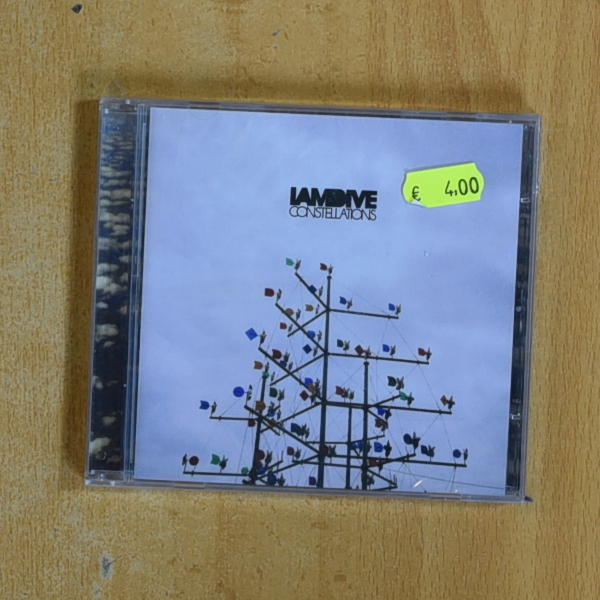 IAMDIVE
CONSTELLATIONS
€ 4,00